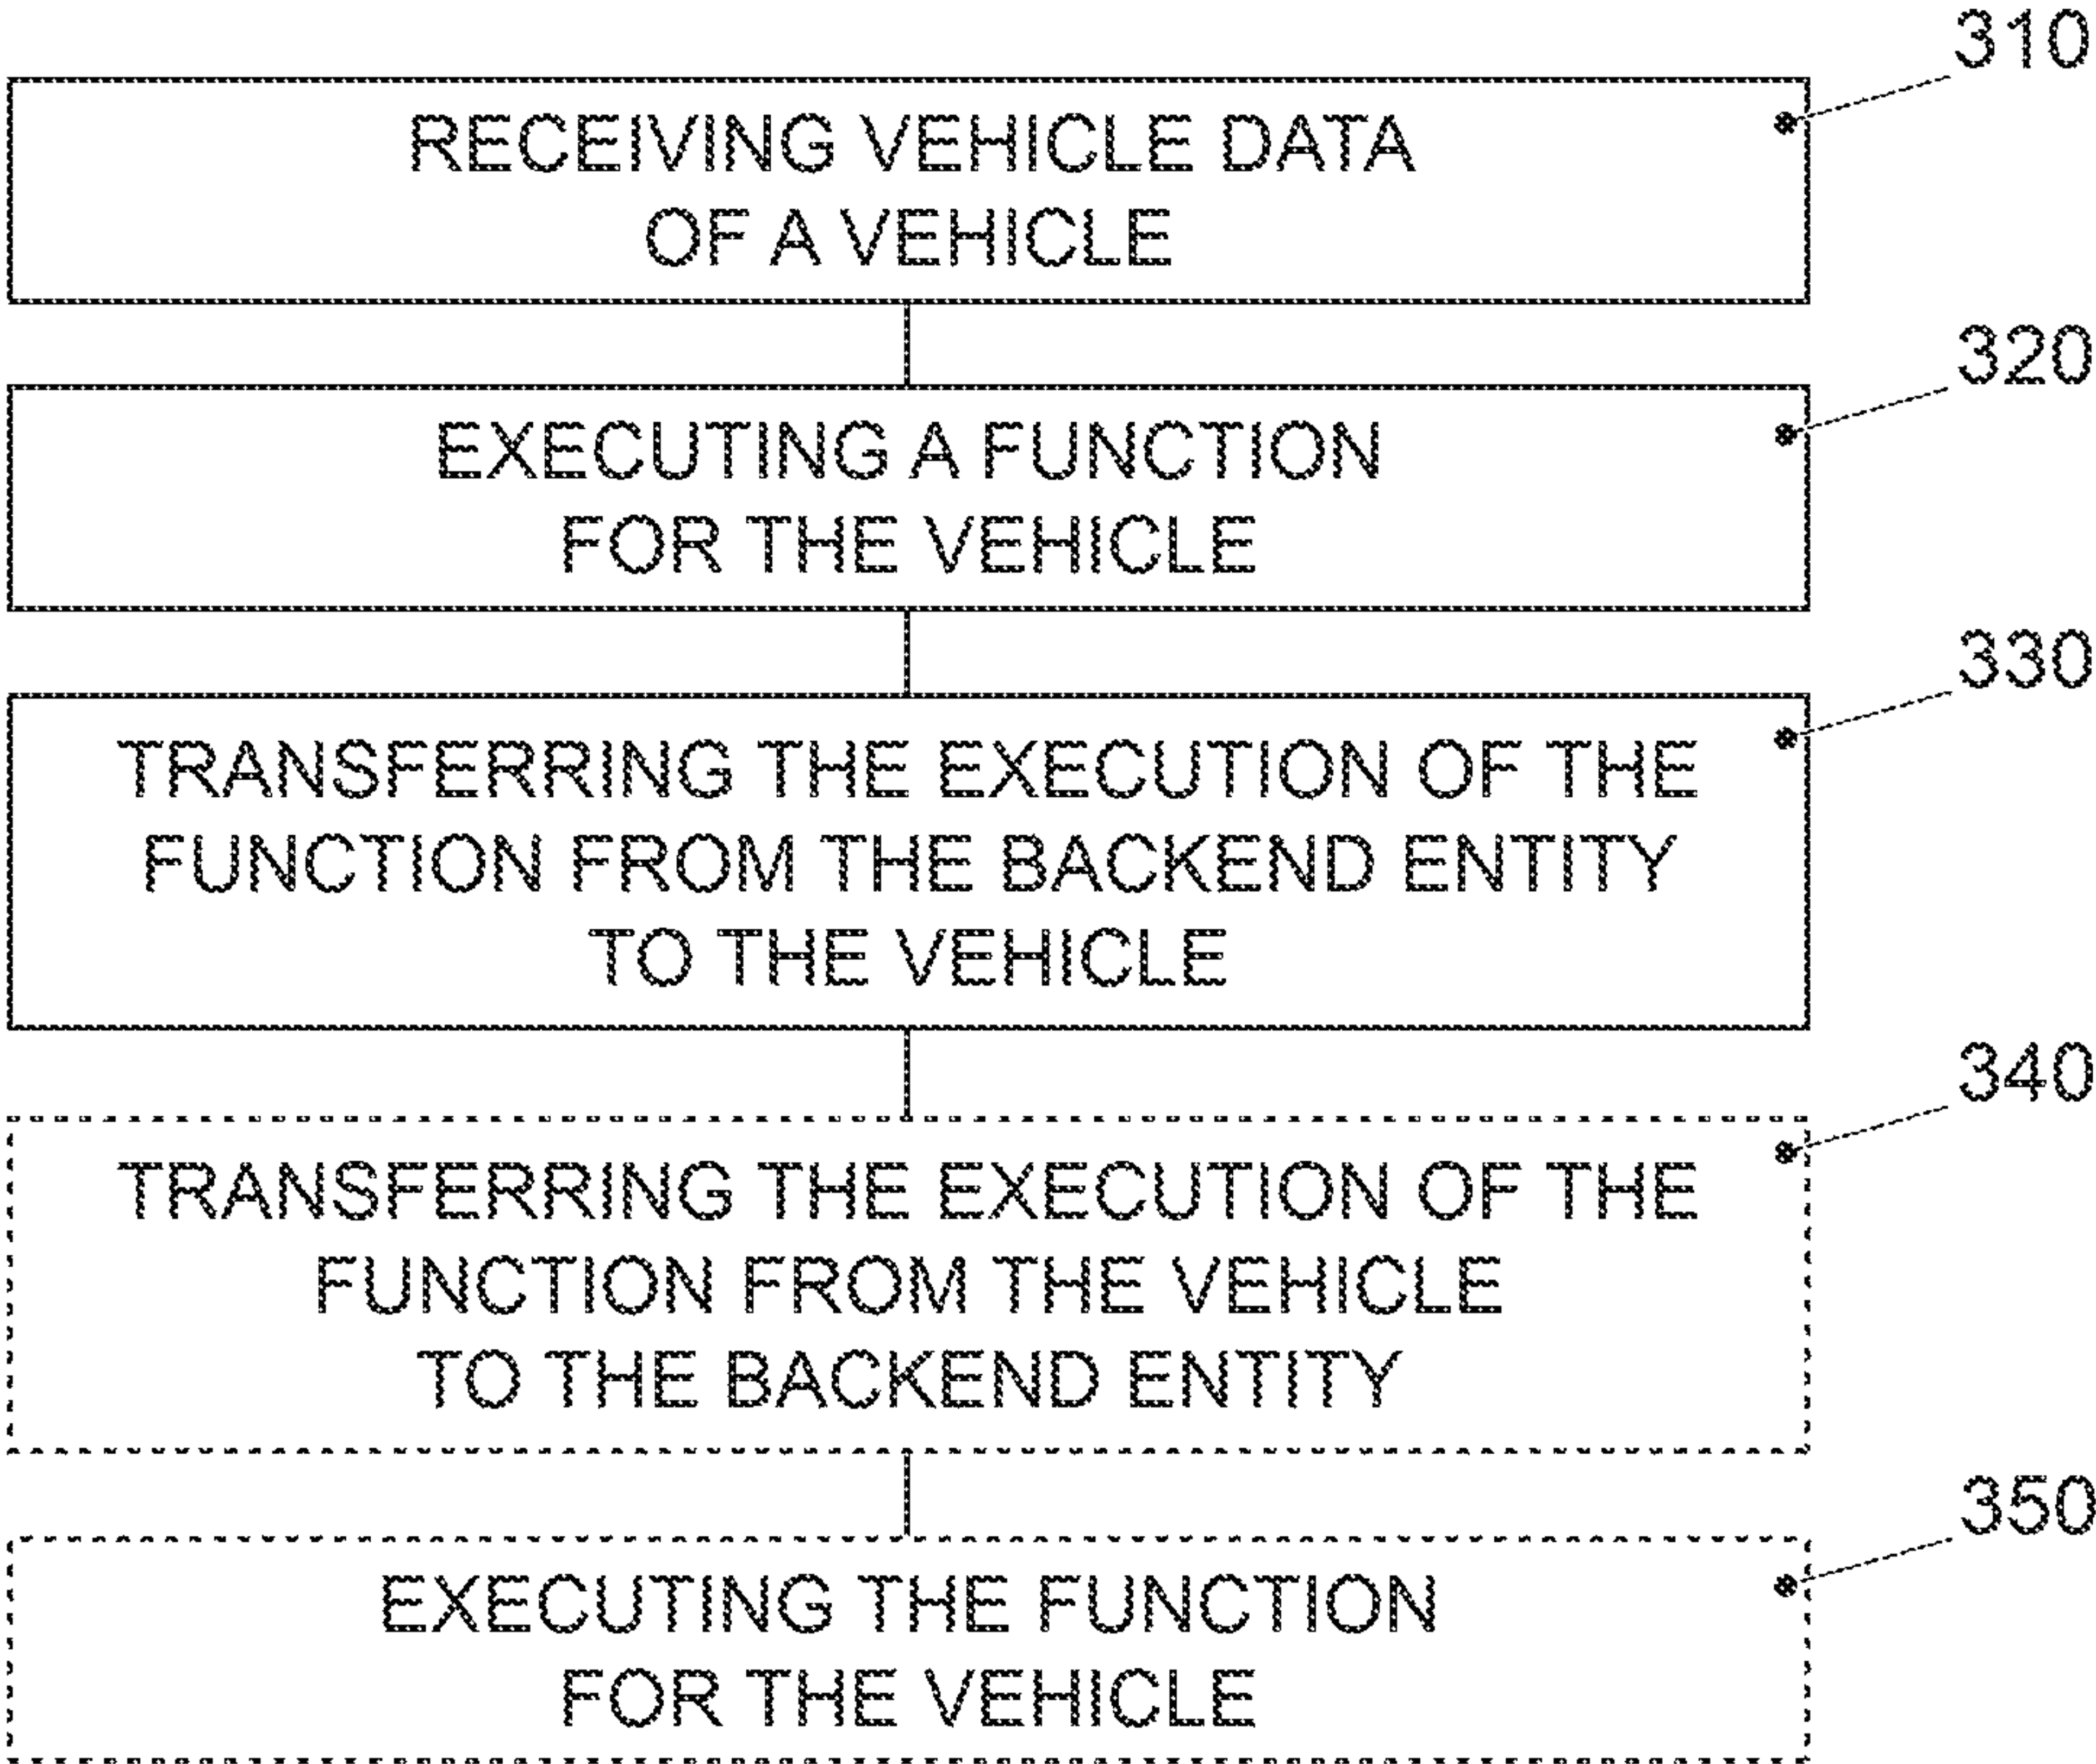 310
RECEIVING VEHICLE DATA
OF A VEHICLE
320
EXECUTING A FUNCTION
FOR THE VEHICLE
330
TRANSFERRING THE EXECUTION OF THE
FUNCTION FROM THE BACKEND ENTITY
TO THE VEHICLE
340
TRANSFERRING THE EXECUTION OF THE
FUNCTION FROM THE VEHICLE
TO THE BACKEND ENTITY
350
EXECUTING THE FUNCTION
FOR THE VEHICLE